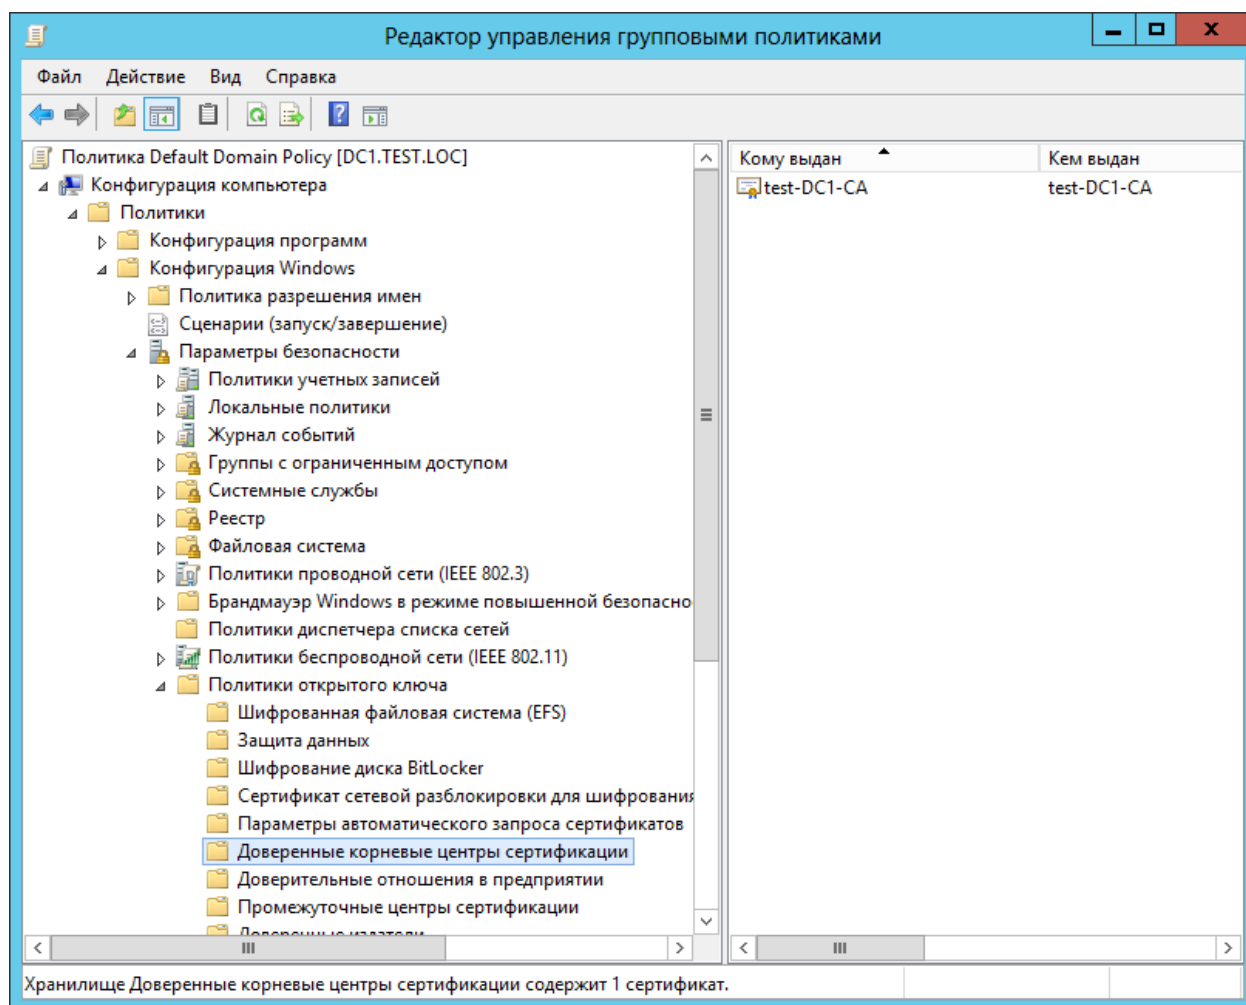 Редактор управления групповыми политиками
Файл Действие Вид Справка
Политика Default Domain Policy [DC1.TEST.LOC]
Конфигурация компьютера
Политики
Конфигурация программ
Конфигурация Windows
Политика разрешения имен
Сценарии (запуск/завершение)
Параметры безопасности
Политики учетных записей
Локальные политики
Журнал событий
Группы с ограниченным доступом
Системные службы
Реестр
Файловая система
Политики проводной сети (IEEE 802.3)
Брандмауэр Windows в режиме повышенной безопасно
Политики диспетчера списка сетей
Политики беспроводной сети (IEEE 802.11)
Политики открытого ключа
Шифрованная файловая система (EFS)
Защита данных
Шифрование диска BitLocker
Сертификат сетевой разблокировки для шифрования
Параметры автоматического запроса сертификатов
Доверенные корневые центры сертификации
Доверительные отношения в предприятии
Промежуточные центры сертификации
Доверенные издатели
Кому выдан Кем выдан
test-DC1-CA test-DC1-CA
Хранилище Доверенные корневые центры сертификации содержит 1 сертификат.